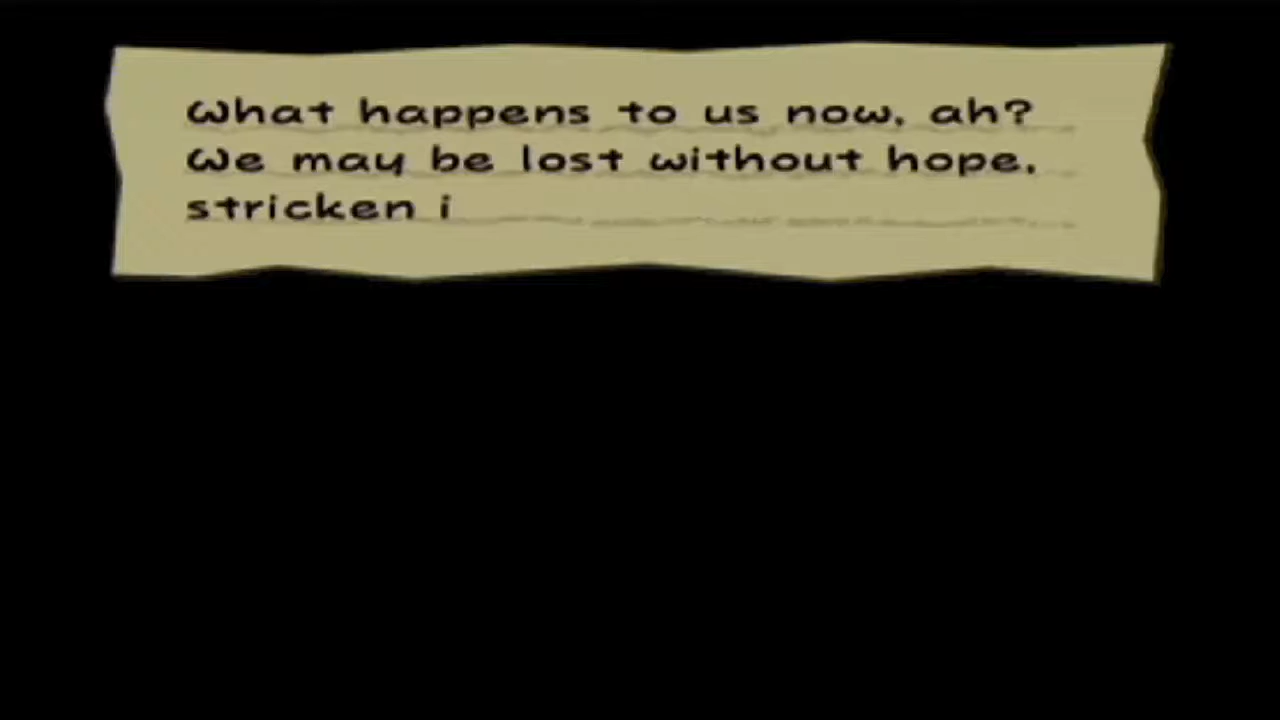 What happens to us now, ah?
We may be lost without hope,
stricken i